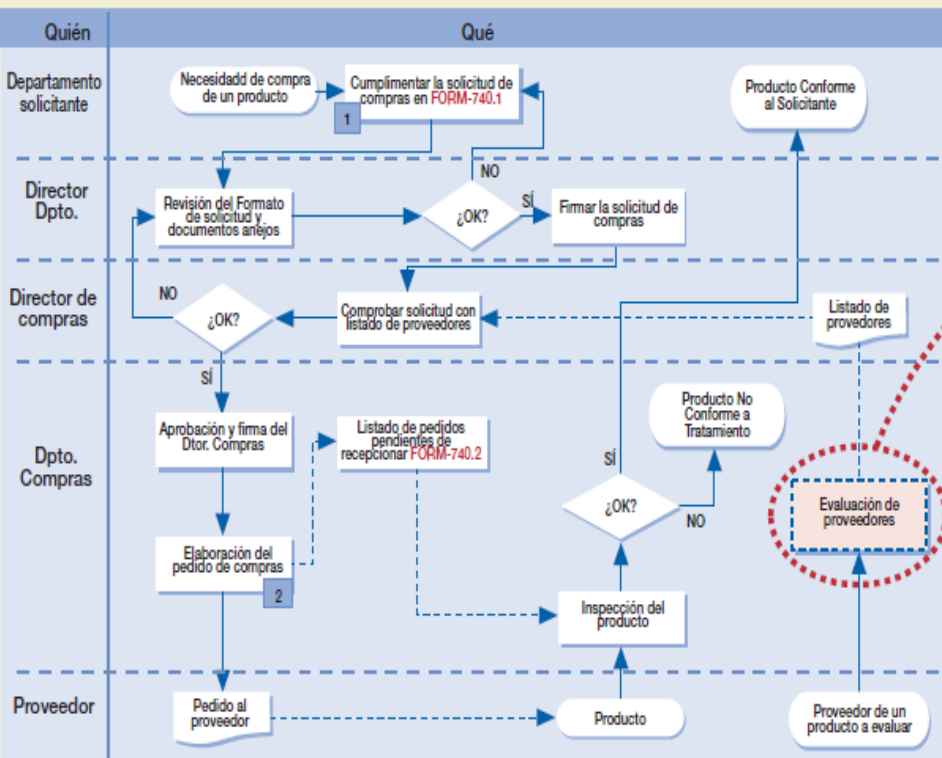 Quién
Qué
Departamento
solicitante
Necesidadd de compra
de un producto
Cumplimentar la solicitud de
compras en FORM-740.1
1
Producto Conforme
al Solicitante
NO
Director
Dpto.
Revisión del Formato
de solicitud y
documentos anejos
¿OK?
SÍ
Firmar la solicitud de
compras
Director de
compras
NO
¿OK?
Comprobar solicitud con
listado de proveedores
Listado de
provedores
SÍ
Dpto.
Compras
Aprobación y firma del
Dtor. Compras
Listado de pedidos
pendientes de
recepcionar FORM-740.2
Producto No
Conforme a
Tratamiento
SÍ
¿OK?
NO
Evaluación de
proveedores
Elaboración del
pedido de compras
2
Inspección del
producto
Proveedor
Pedido al
proveedor
Producto
Proveedor de un
producto a evaluar